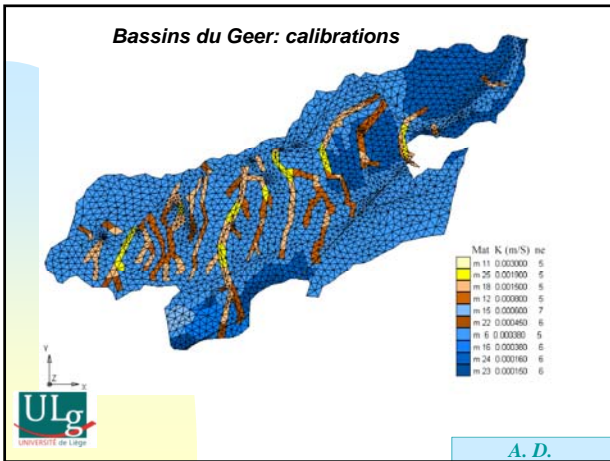 Bassins du Geer: calibrations
Mat K (m/S) ne
m 11 0.003000 5
m 25 0.001900 5
m 18 0.001500 5
m 12 0.000800 5
m 15 0.000600 7
m 22 0.000450 6
m 6 0.000380 5
m 16 0.000360 6
m 24 0.000160 6
m 23 0.000150 6
Y
Z
X
ULg
UNIVERSITÉ de Liège
A. D.